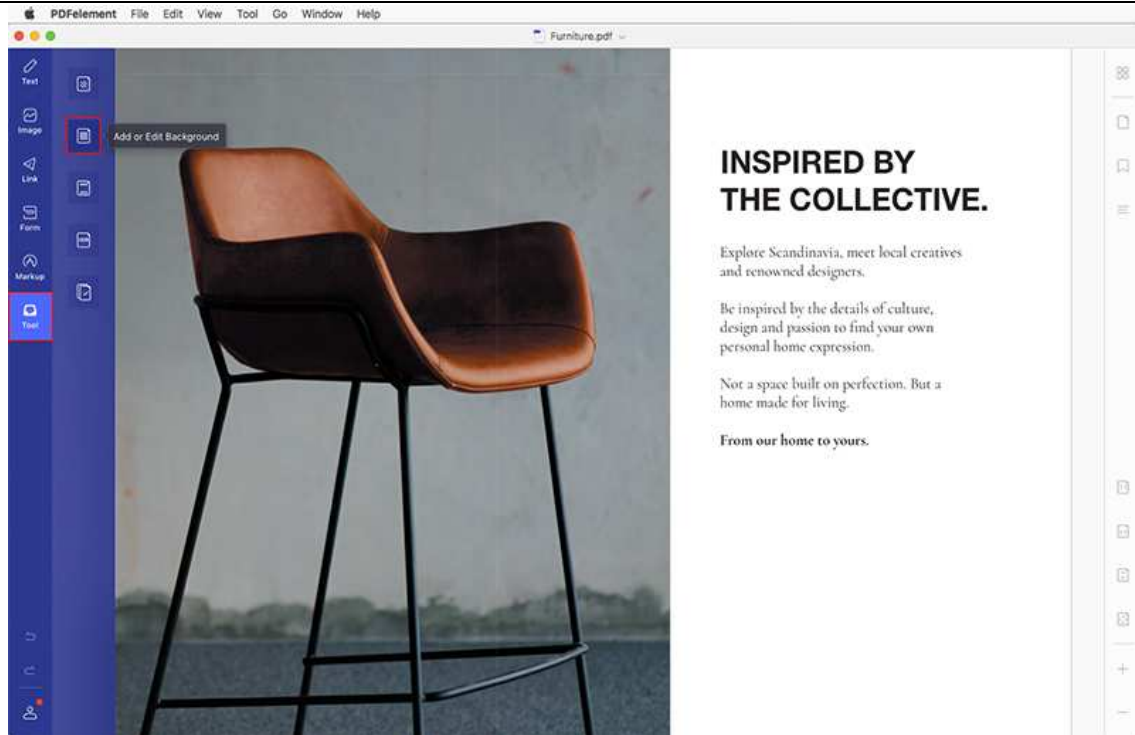 PDFelement File Edit View Tool Go Window Help
Furniture.pdf
Text
Image
Link
Form
Markup
Tool
Add or Edit Background
INSPIRED BY
THE COLLECTIVE.
Explore Scandinavia, meet local creatives
and renowned designers.
Be inspired by the details of culture,
design and passion to find your own
personal home expression.
Not a space built on perfection. But a
home made for living.
From our home to yours.